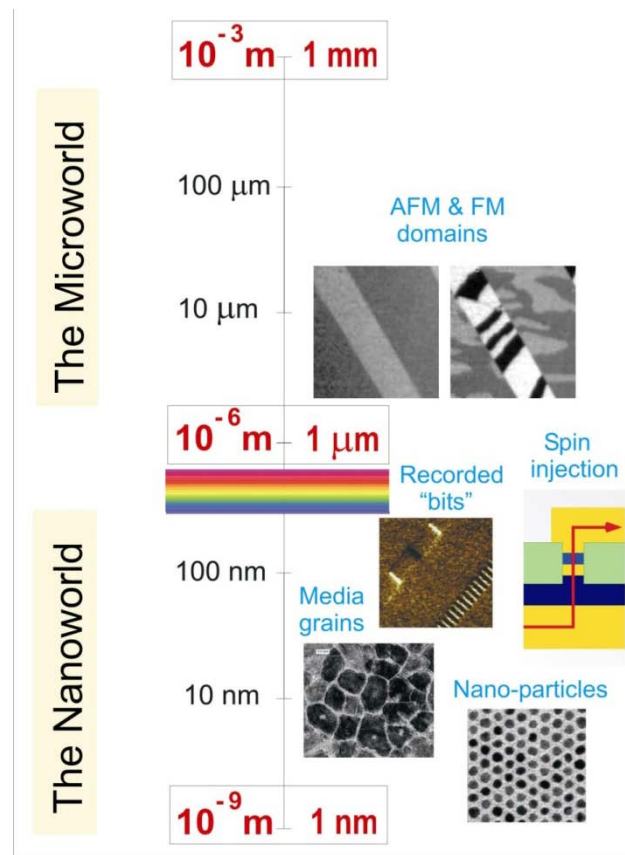 10⁻³ m 1 mm
The Microworld
100 μm
AFM & FM
domains
10 μm
10⁻⁶ m 1 μm
Spin
injection
Recorded
“bits”
The Nanoworld
100 nm
Media
grains
10 nm
Nano-particles
10⁻⁹ m 1 nm